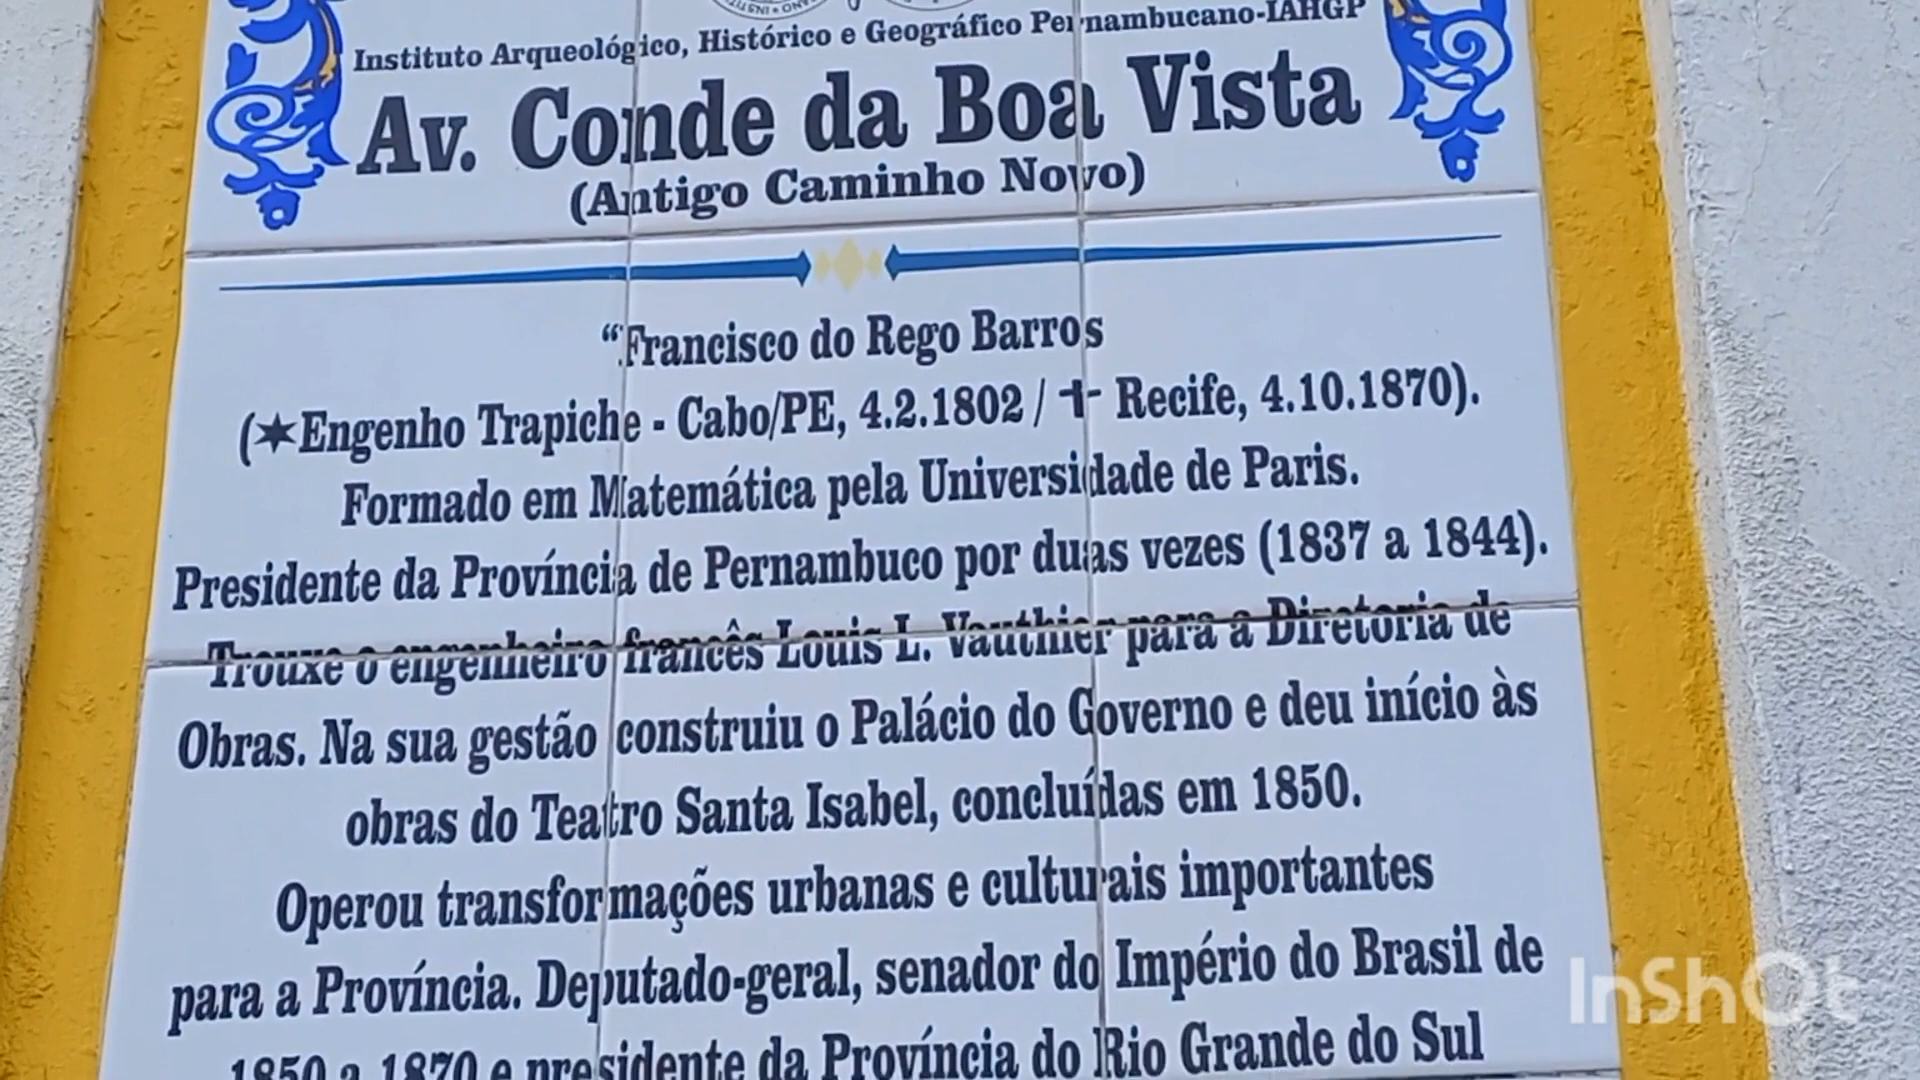 Instituto Arqueológico, Histórico e Geográfico Pernambucano-IAHGP
Av. Conde da Boa Vista
(Antigo Caminho Novo)
“Francisco do Rego Barros
(✶Engenho Trapiche - Cabo/PE, 4.2.1802 / ✝ Recife, 4.10.1870).
Formado em Matemática pela Universidade de Paris.
Presidente da Província de Pernambuco por duas vezes (1837 a 1844).
Trouxe o engenheiro francês Louis L. Vauthier para a Diretoria de
Obras. Na sua gestão construiu o Palácio do Governo e deu início às
obras do Teatro Santa Isabel, concluídas em 1850.
Operou transformações urbanas e culturais importantes
para a Província. Deputado-geral, senador do Império do Brasil de
1850 a 1870 e presidente da Província do Rio Grande do Sul
InShOt